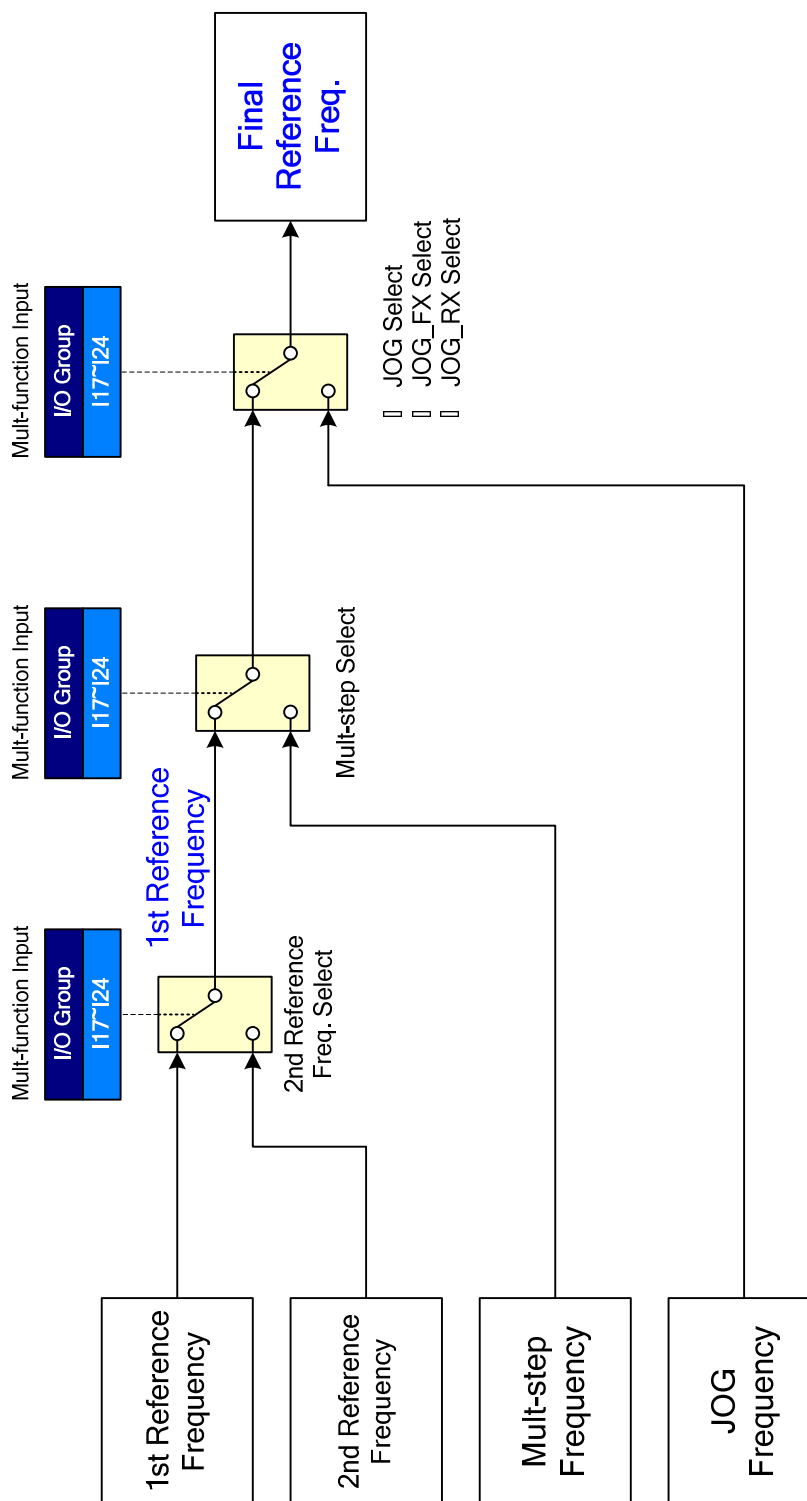 Mult-function Input
I/O Group
I17~I24
Mult-function Input
I/O Group
I17~I24
Mult-function Input
I/O Group
I17~I24
1st Reference
Frequency
2nd Reference
Frequency
Mult-step
Frequency
JOG
Frequency
2nd Reference
Freq. Select
1st Reference
Frequency
Mult-step Select
JOG Select
JOG_FX Select
JOG_RX Select
Final
Reference
Freq.